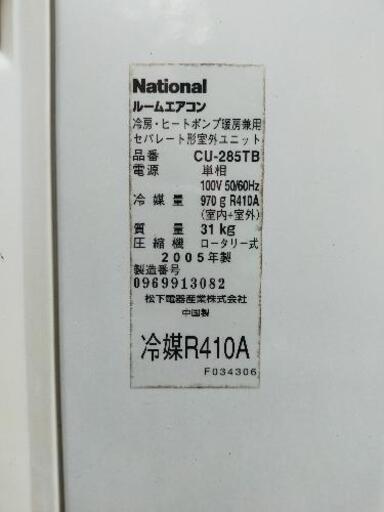 National
ルームエアコン
冷房・ヒートポンプ暖房兼用
セパレート形室外ユニット
品番 CU-285TB
電源 単相
100V 50/60Hz
冷媒量 970g R410A
(室内+室外)
質量 31kg
圧縮機 ロータリー式
2005年製
製造番号
0969913082
松下電器産業株式会社
中国製
冷媒R410A
F034306